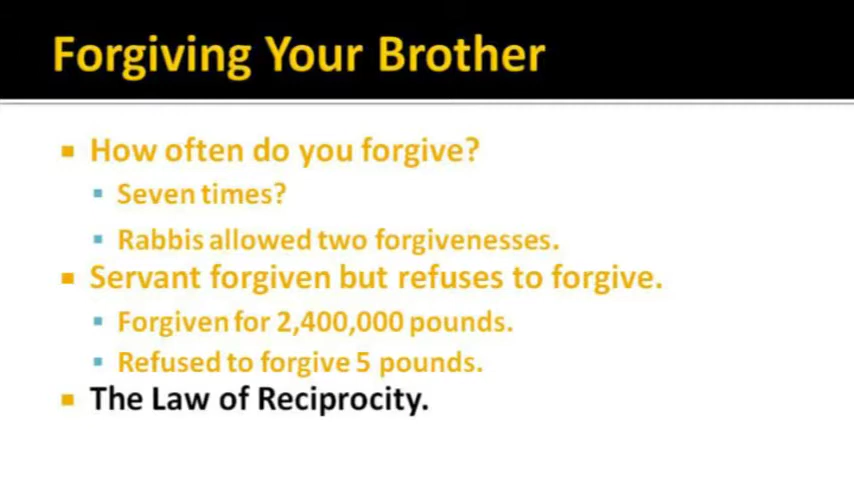 Forgiving Your Brother
How often do you forgive?
Seven times?
Rabbis allowed two forgivenesses.
Servant forgiven but refuses to forgive.
Forgiven for 2,400,000 pounds.
Refused to forgive 5 pounds.
The Law of Reciprocity.